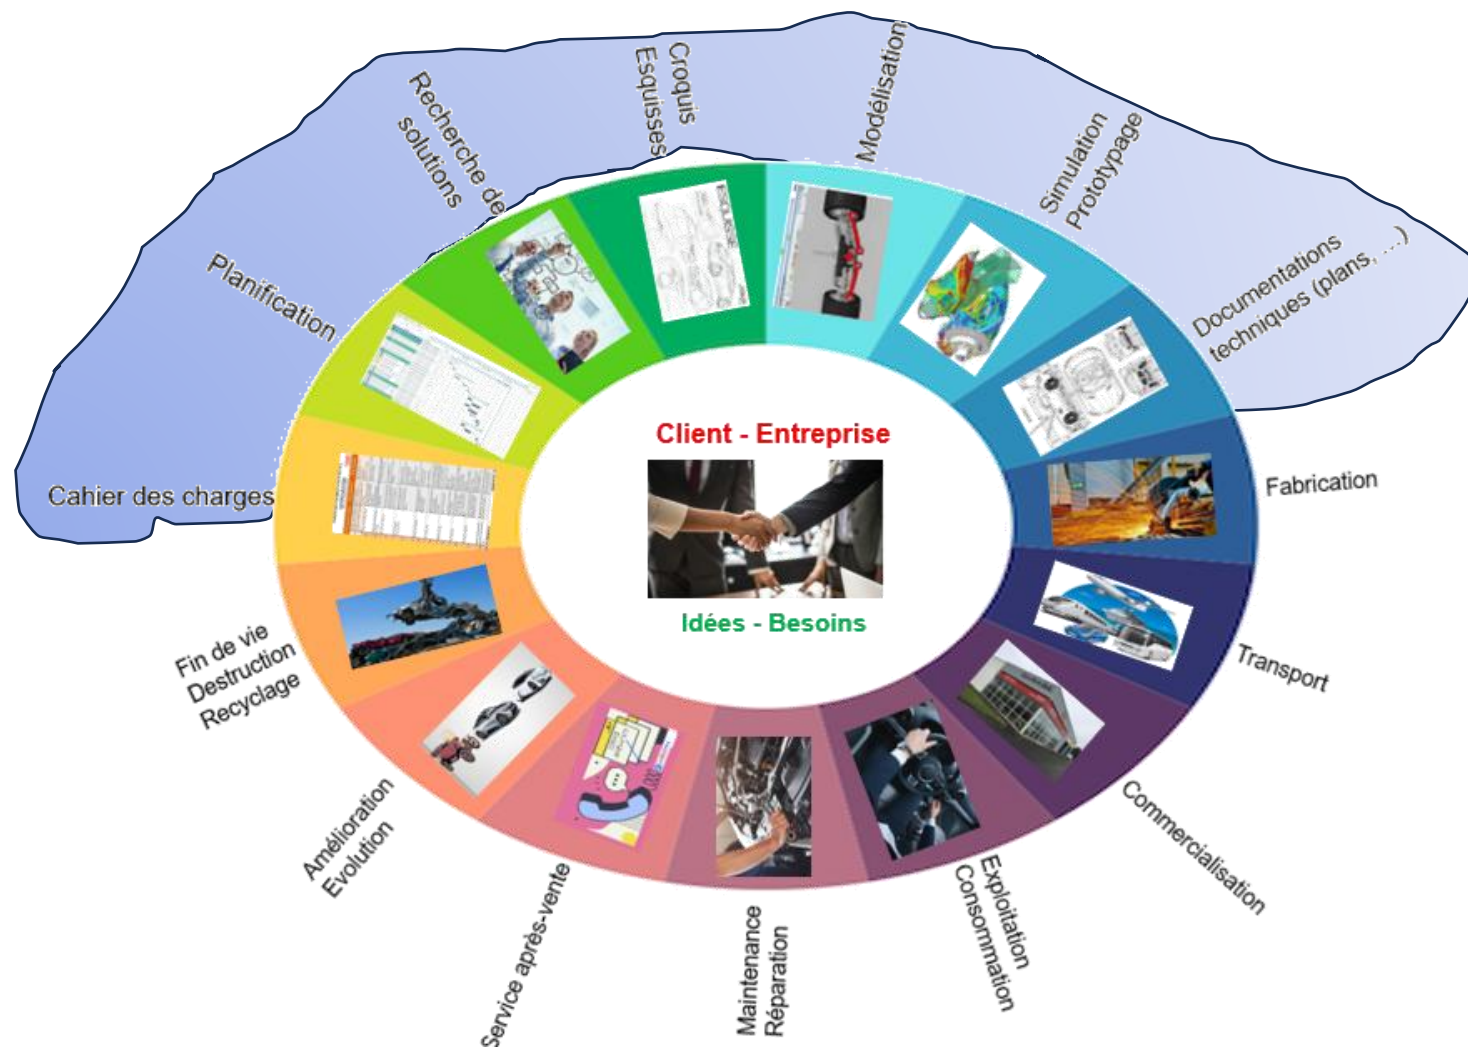 Cahier des charges
Planification
Recherche de
solutions
Croquis
Esquisses
Modélisation
Simulation
Prototypage
Documentations
techniques (plans, ...)
Fabrication
Transport
Commercialisation
Exploitation
Consommation
Maintenance
Réparation
Service après-vente
Amélioration
Evolution
Fin de vie
Destruction
Recyclage
Client - Entreprise
Idées - Besoins
ESQUISSE